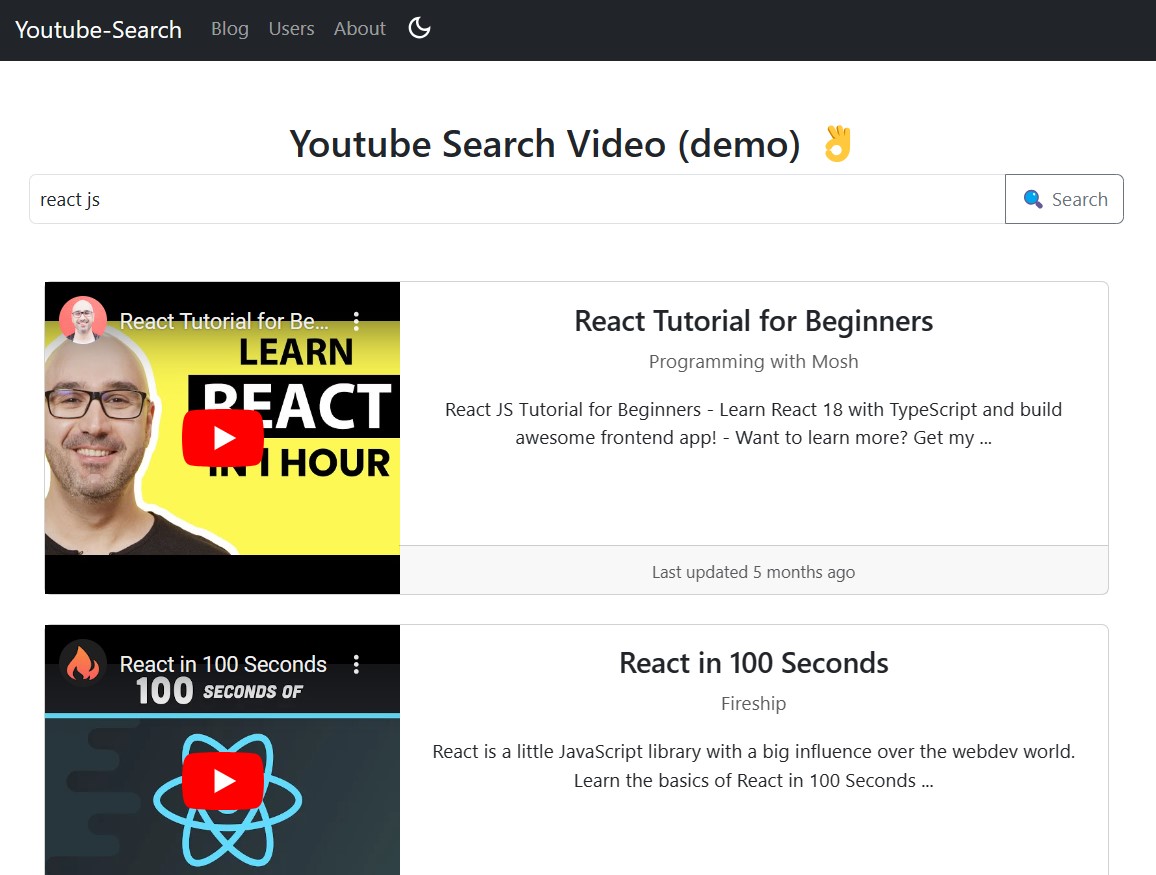 Youtube-Search Blog Users About
Youtube Search Video (demo) 👌
react js
🔍 Search
React Tutorial for Be...
LEARN
REACT
IN 1 HOUR
React Tutorial for Beginners
Programming with Mosh
React JS Tutorial for Beginners - Learn React 18 with TypeScript and build
awesome frontend app! - Want to learn more? Get my ...
Last updated 5 months ago
React in 100 Seconds
100 SECONDS OF
React in 100 Seconds
Fireship
React is a little JavaScript library with a big influence over the webdev world.
Learn the basics of React in 100 Seconds ...